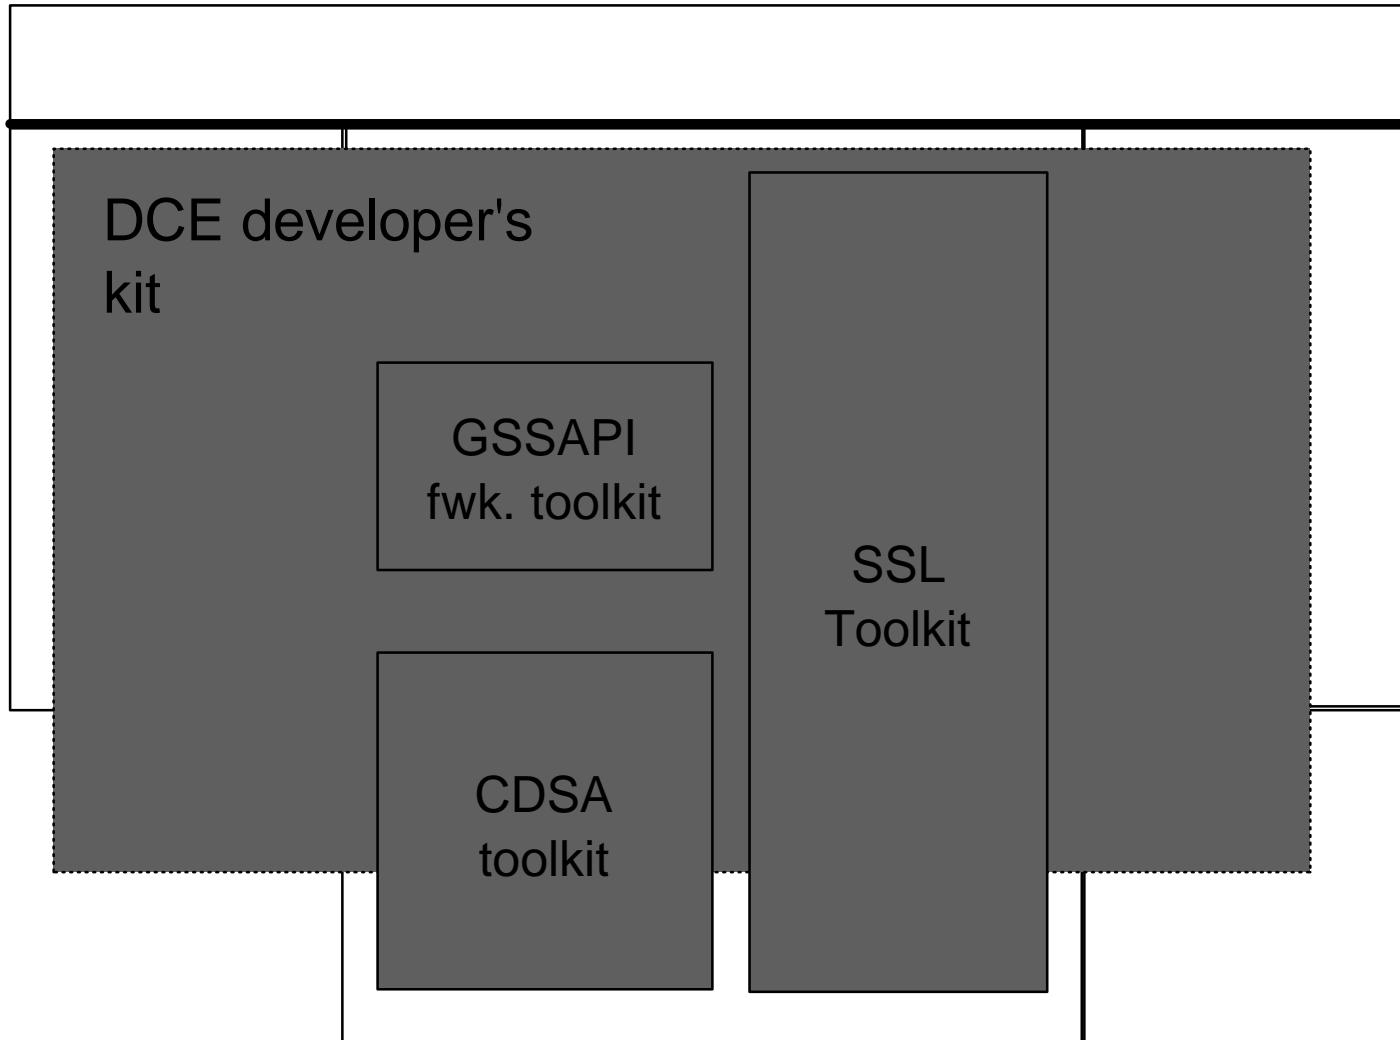 DCE developer's
kit
GSSAPI
fwk. toolkit
SSL
Toolkit
CDSA
toolkit